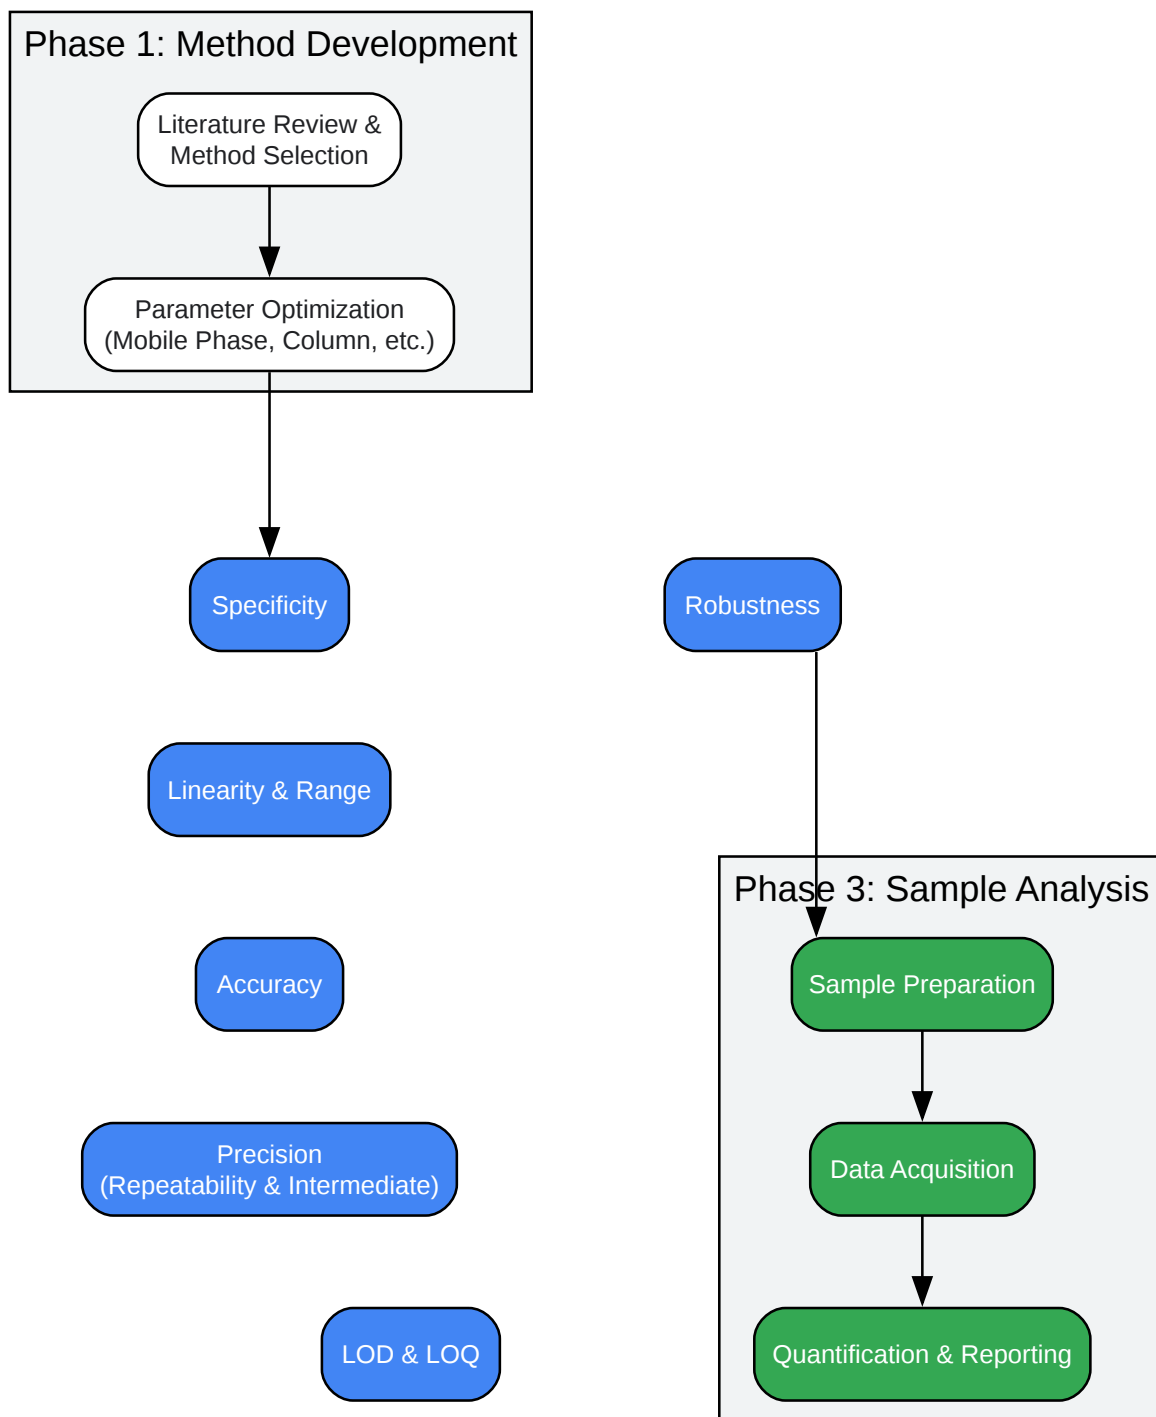 Phase 1: Method Development
Literature Review &
Method Selection
Parameter Optimization
(Mobile Phase, Column, etc.)
Specificity
Robustness
Linearity & Range
Phase 3: Sample Analysis
Accuracy
Sample Preparation
Precision
(Repeatability & Intermediate)
Data Acquisition
LOD & LOQ
Quantification & Reporting